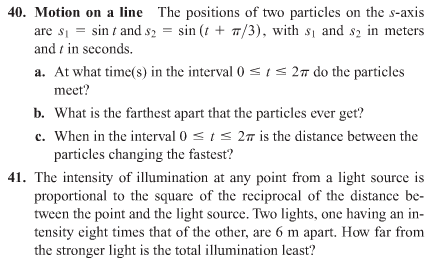 40. Motion on a line The positions of two particles on the s-axis
are s₁ = sin t and s₂ = sin (t + π/3), with s₁ and s₂ in meters
and t in seconds.
a. At what time(s) in the interval 0 ≤ t ≤ 2π do the particles
meet?
b. What is the farthest apart that the particles ever get?
c. When in the interval 0 ≤ t ≤ 2π is the distance between the
particles changing the fastest?
41. The intensity of illumination at any point from a light source is
proportional to the square of the reciprocal of the distance be-
tween the point and the light source. Two lights, one having an in-
tensity eight times that of the other, are 6 m apart. How far from
the stronger light is the total illumination least?